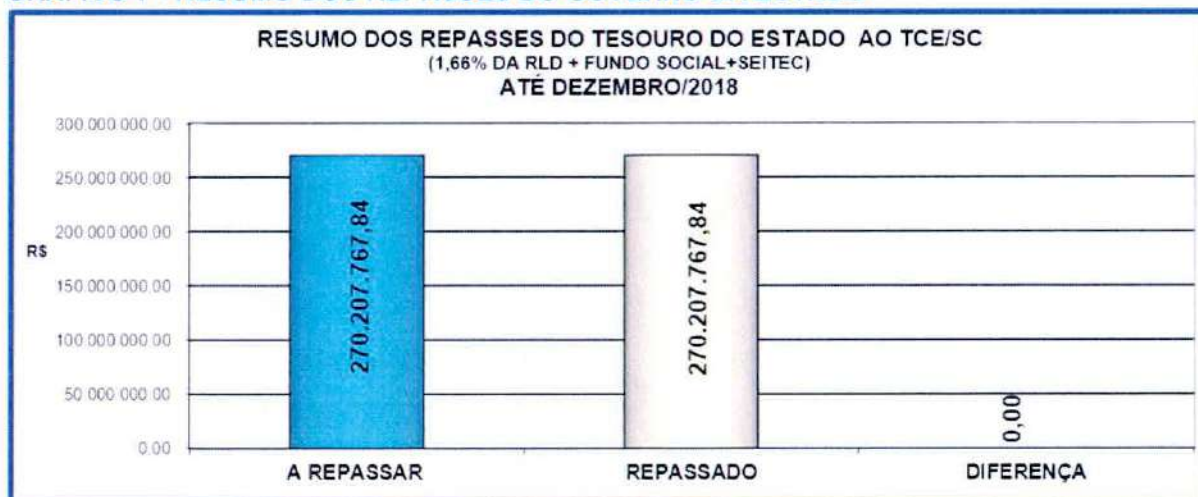 RESUMO DOS REPASSES DO TESOURO DO ESTADO AO TCE/SC
(1,66% DA RLD + FUNDO SOCIAL+SEITEC)
ATÉ DEZEMBRO/2018
300.000.000,00
250.000.000,00
200.000.000,00
150.000.000,00
100.000.000,00
50.000.000,00
0,00
R$
270.207.767,84
270.207.767,84
0,00
A REPASSAR
REPASSADO
DIFERENÇA